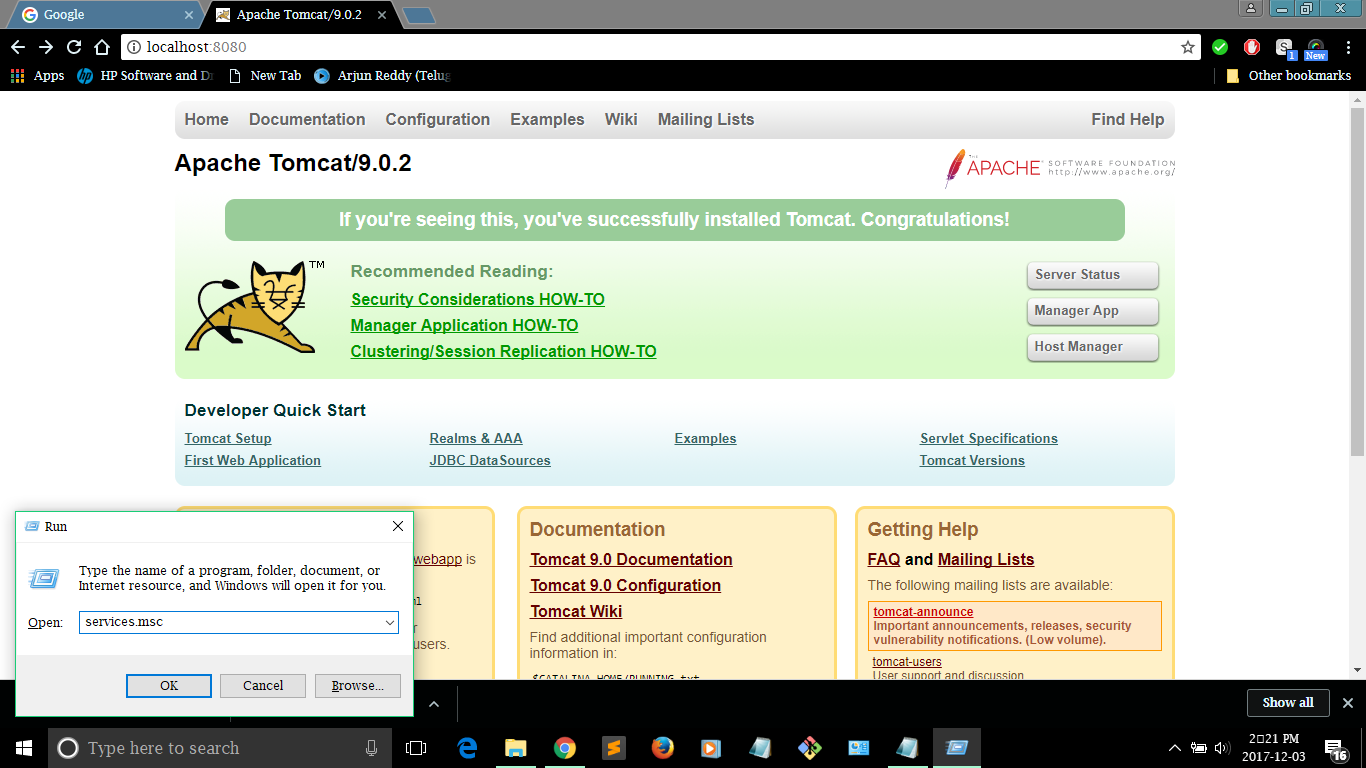 Google
Apache Tomcat/9.0.2
localhost:8080
1
New
Apps
HP Software and Dr
New Tab
Arjun Reddy (Telug
Other bookmarks
Home
Documentation
Configuration
Examples
Wiki
Mailing Lists
Find Help
Apache Tomcat/9.0.2
THE
APACHE
SOFTWARE FOUNDATION
http://www.apache.org/
If you're seeing this, you've successfully installed Tomcat. Congratulations!
TM
Recommended Reading:
Security Considerations HOW-TO
Manager Application HOW-TO
Clustering/Session Replication HOW-TO
Server Status
Manager App
Host Manager
Developer Quick Start
Tomcat Setup
Realms & AAA
Examples
Servlet Specifications
First Web Application
JDBC DataSources
Tomcat Versions
webapp is
users.
Documentation
Tomcat 9.0 Documentation
Tomcat 9.0 Configuration
Tomcat Wiki
Find additional important configuration
information in:
$CATALINA_HOME/RUNNING.txt
Getting Help
FAQ and Mailing Lists
The following mailing lists are available:
tomcat-announce
Important announcements, releases, security
vulnerability notifications. (Low volume).
tomcat-users
User support and discussion
Run
Type the name of a program, folder, document, or
Internet resource, and Windows will open it for you.
Open:
services.msc
OK
Cancel
Browse...
Show all
Type here to search
2□21 PM
2017-12-03
16